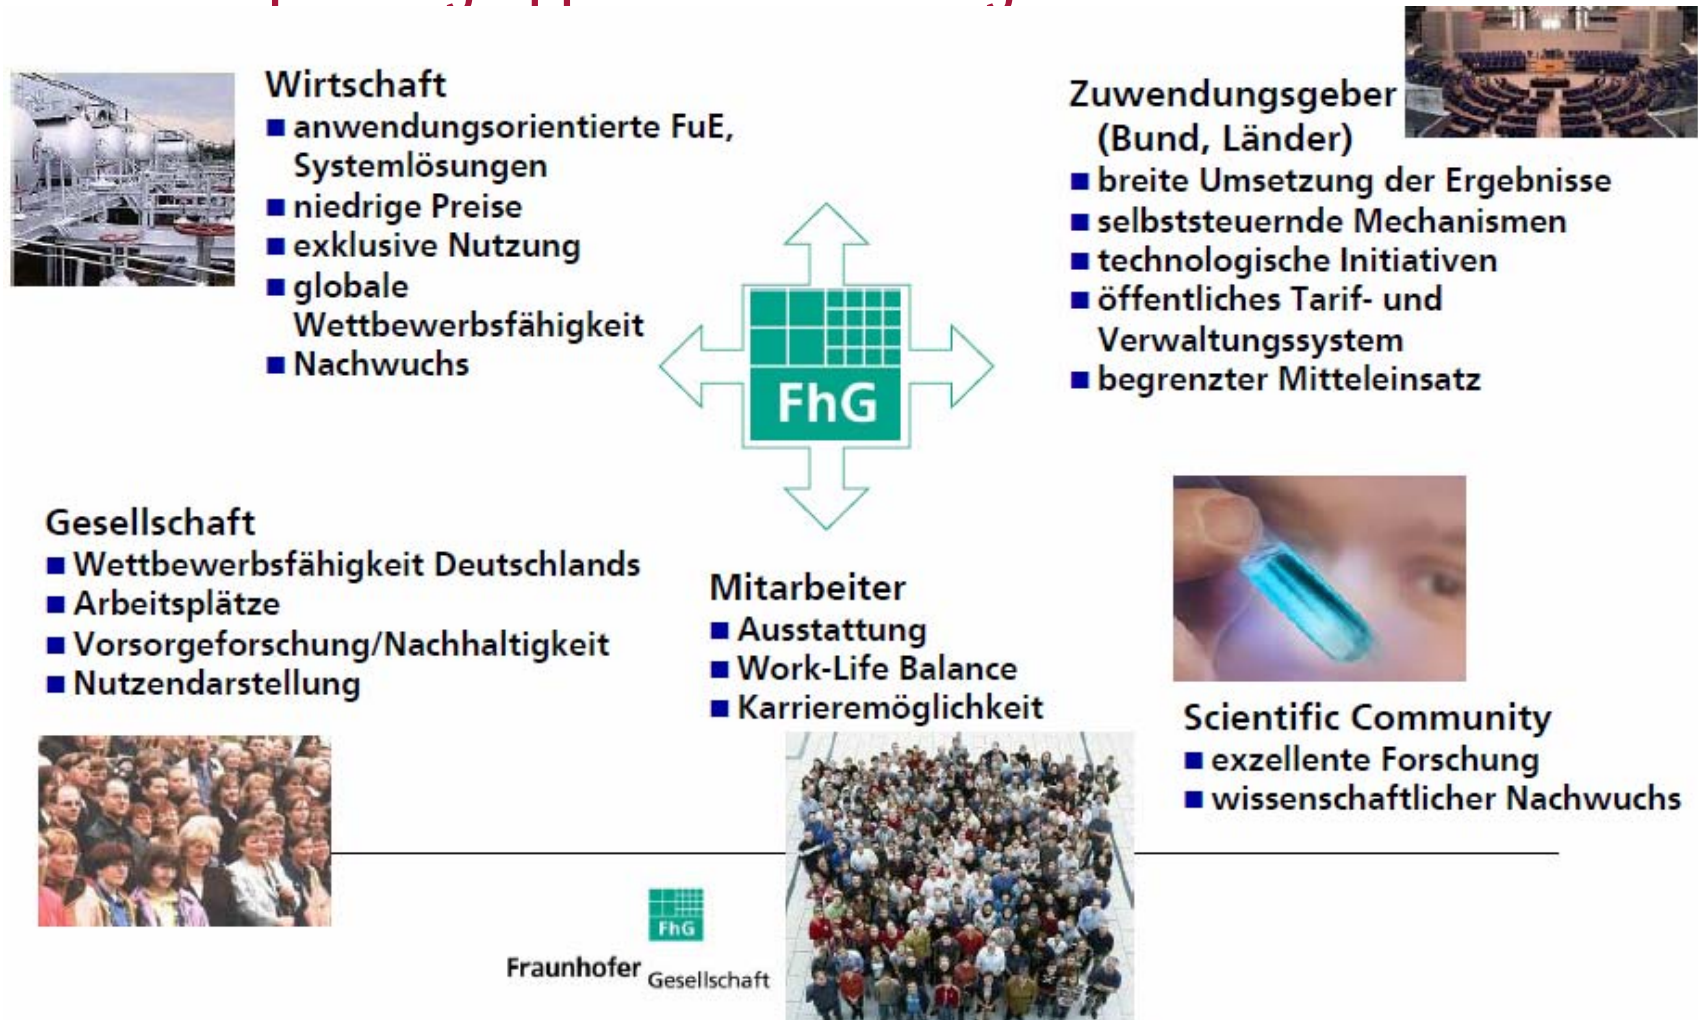 Wirtschaft
■ anwendungsorientierte FuE,
Systemlösungen
■ niedrige Preise
■ exklusive Nutzung
■ globale
Wettbewerbsfähigkeit
■ Nachwuchs
Zuwendungsgeber
(Bund, Länder)
■ breite Umsetzung der Ergebnisse
■ selbststeuernde Mechanismen
■ technologische Initiativen
■ öffentliches Tarif- und
Verwaltungssystem
■ begrenzter Mitteleinsatz
FhG
Gesellschaft
■ Wettbewerbsfähigkeit Deutschlands
■ Arbeitsplätze
■ Vorsorgeforschung/Nachhaltigkeit
■ Nutzendarstellung
Mitarbeiter
■ Ausstattung
■ Work-Life Balance
■ Karrieremöglichkeit
Scientific Community
■ exzellente Forschung
■ wissenschaftlicher Nachwuchs
FhG
Fraunhofer Gesellschaft